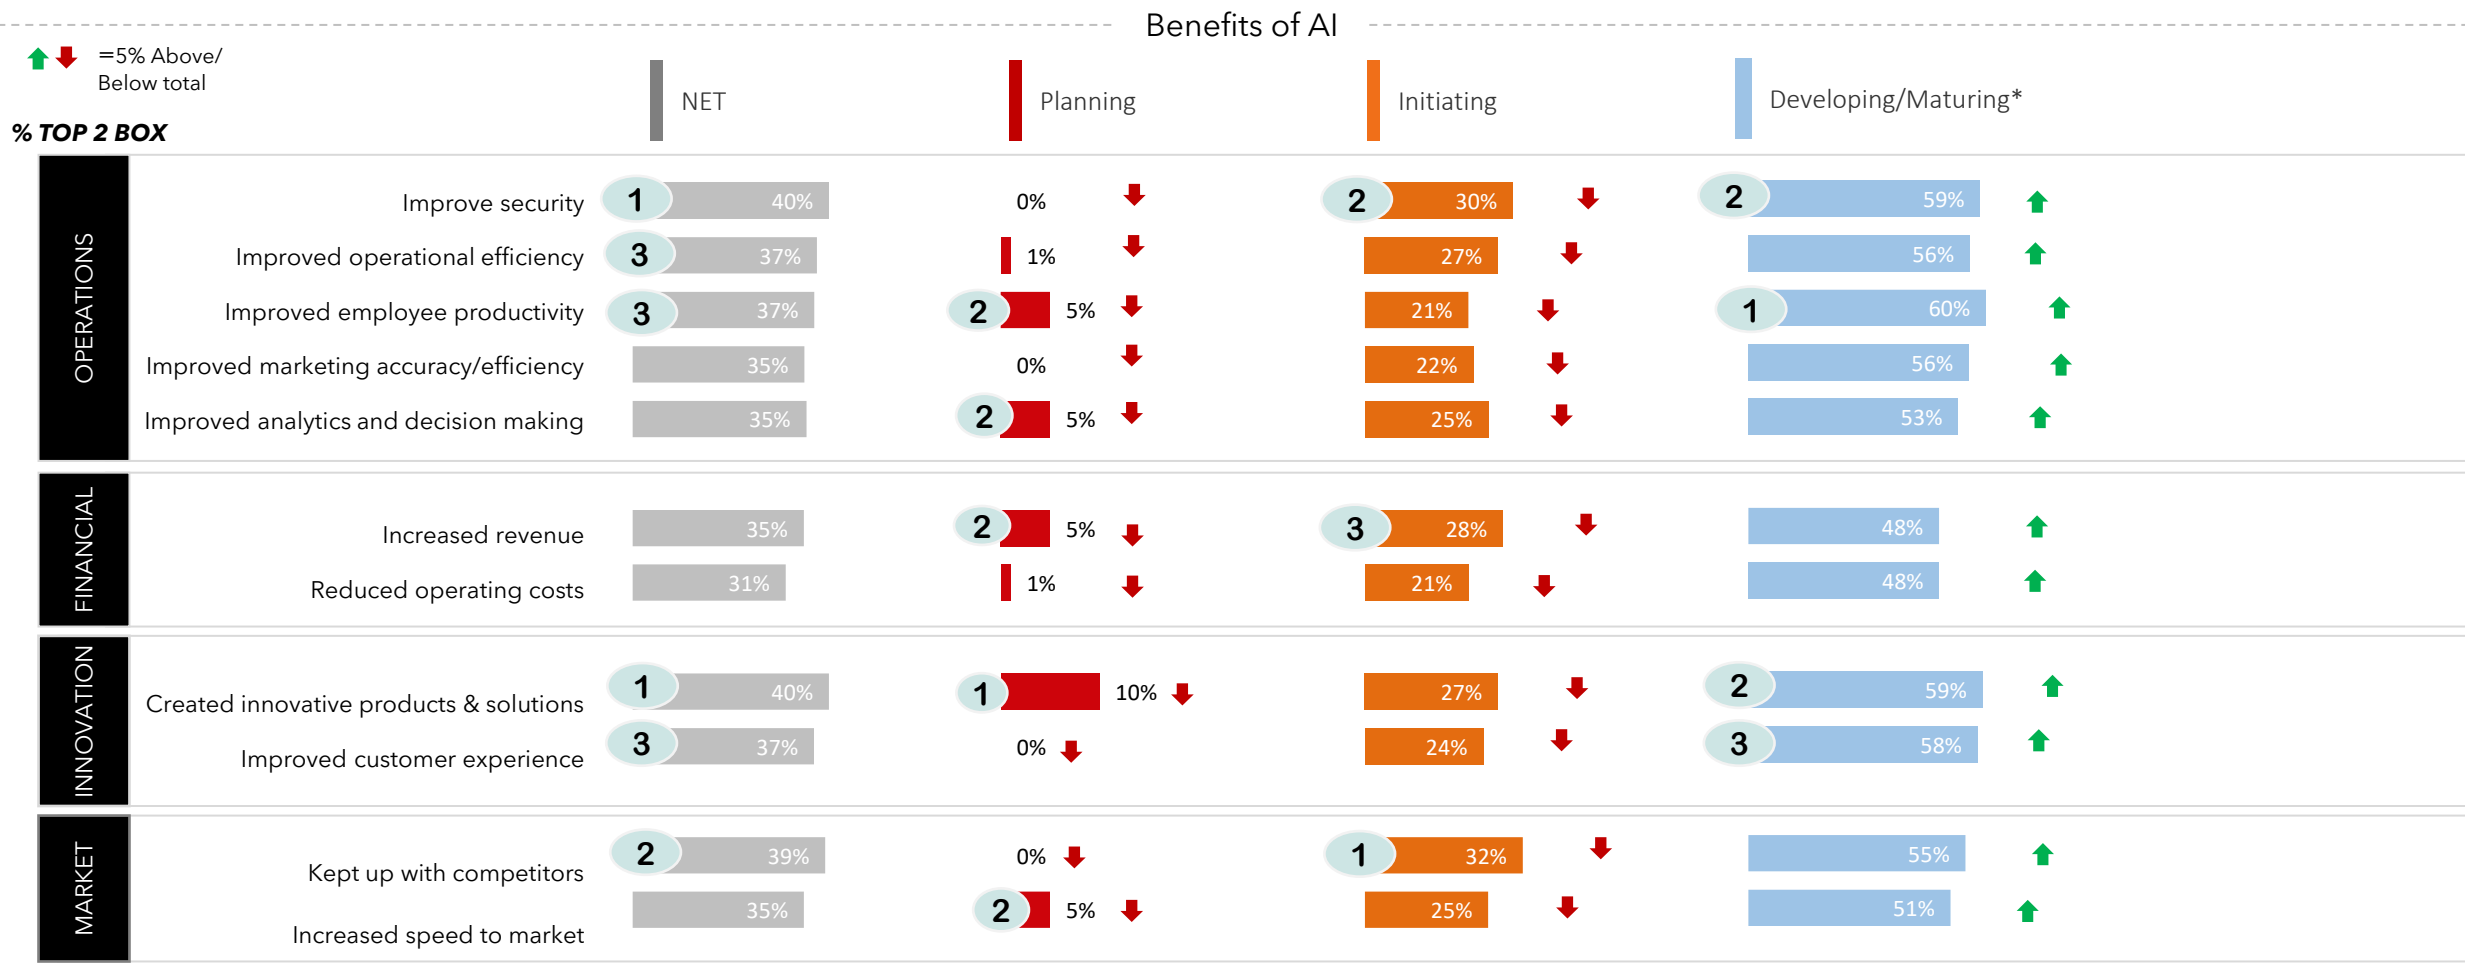 Benefits of AI
=5% Above/
Below total
% TOP 2 BOX
NET
Planning
Initiating
Developing/Maturing*
OPERATIONS
Improve security 1 40% 0% 2 30% 2 59%
Improved operational efficiency 3 37% 1% 27% 56%
Improved employee productivity 3 37% 2 5% 21% 1 60%
Improved marketing accuracy/efficiency 35% 0% 22% 56%
Improved analytics and decision making 35% 2 5% 25% 53%
FINANCIAL
Increased revenue 35% 2 5% 3 28% 48%
Reduced operating costs 31% 1% 21% 48%
INNOVATION
Created innovative products & solutions 1 40% 1 10% 27% 2 59%
Improved customer experience 3 37% 0% 24% 3 58%
MARKET
Kept up with competitors 2 39% 0% 1 32% 55%
Increased speed to market 35% 2 5% 25% 51%